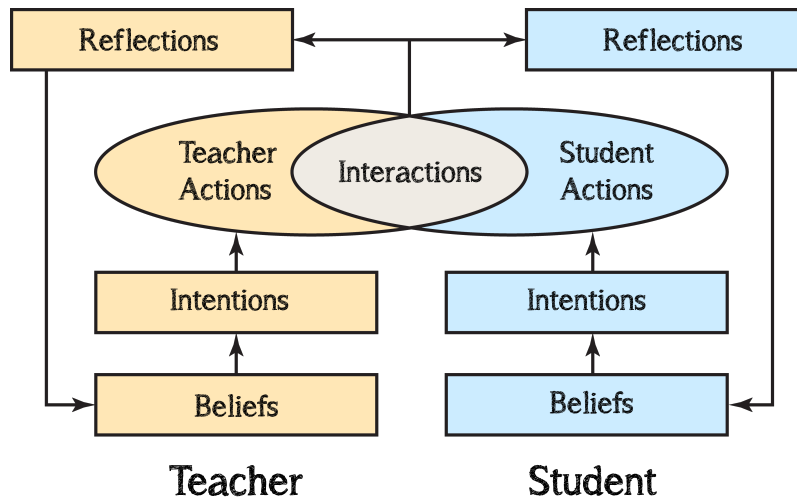 Reflections
Reflections
Teacher
Actions
Interactions
Student
Actions
Intentions
Intentions
Beliefs
Beliefs
Teacher
Student